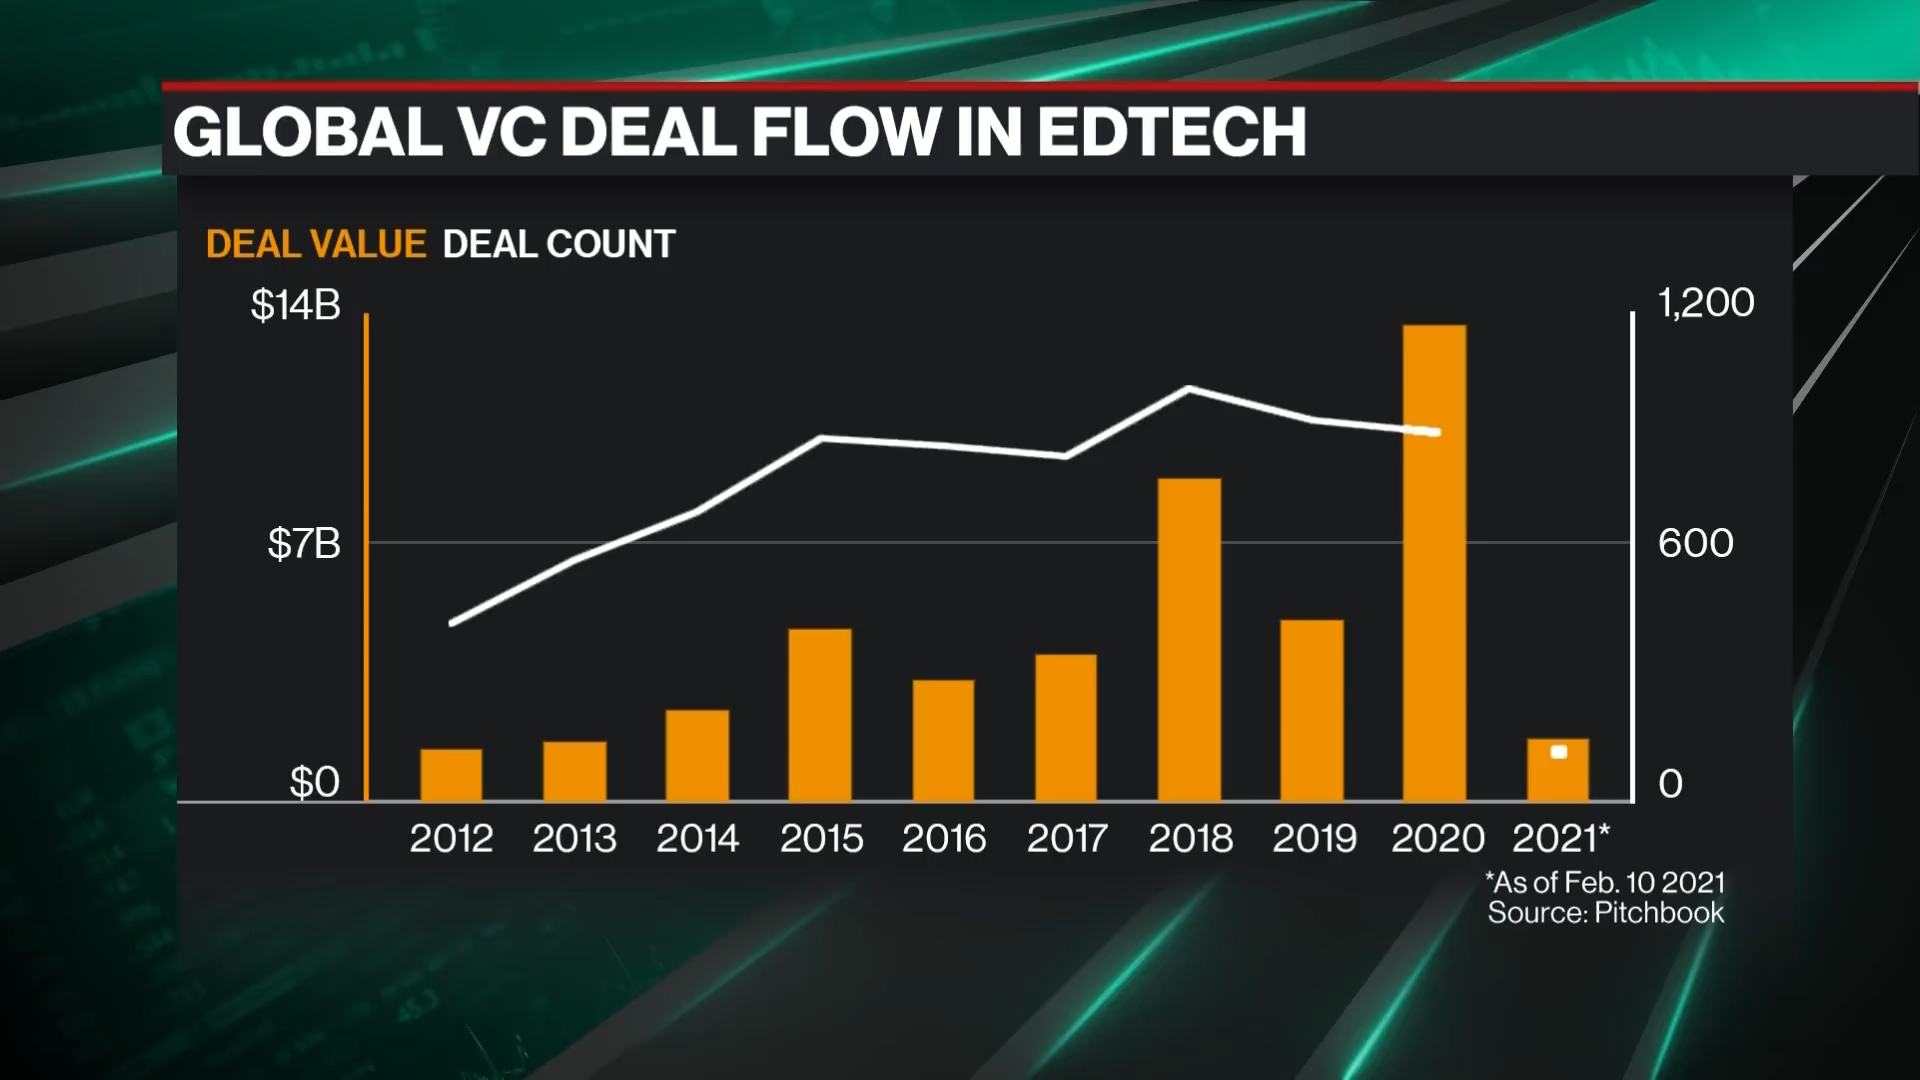 GLOBAL VC DEAL FLOW IN EDTECH
DEAL VALUE DEAL COUNT
$14B
1,200
$7B
600
$0
0
2012 2013 2014 2015 2016 2017 2018 2019 2020 2021*
*As of Feb. 10 2021
Source: Pitchbook